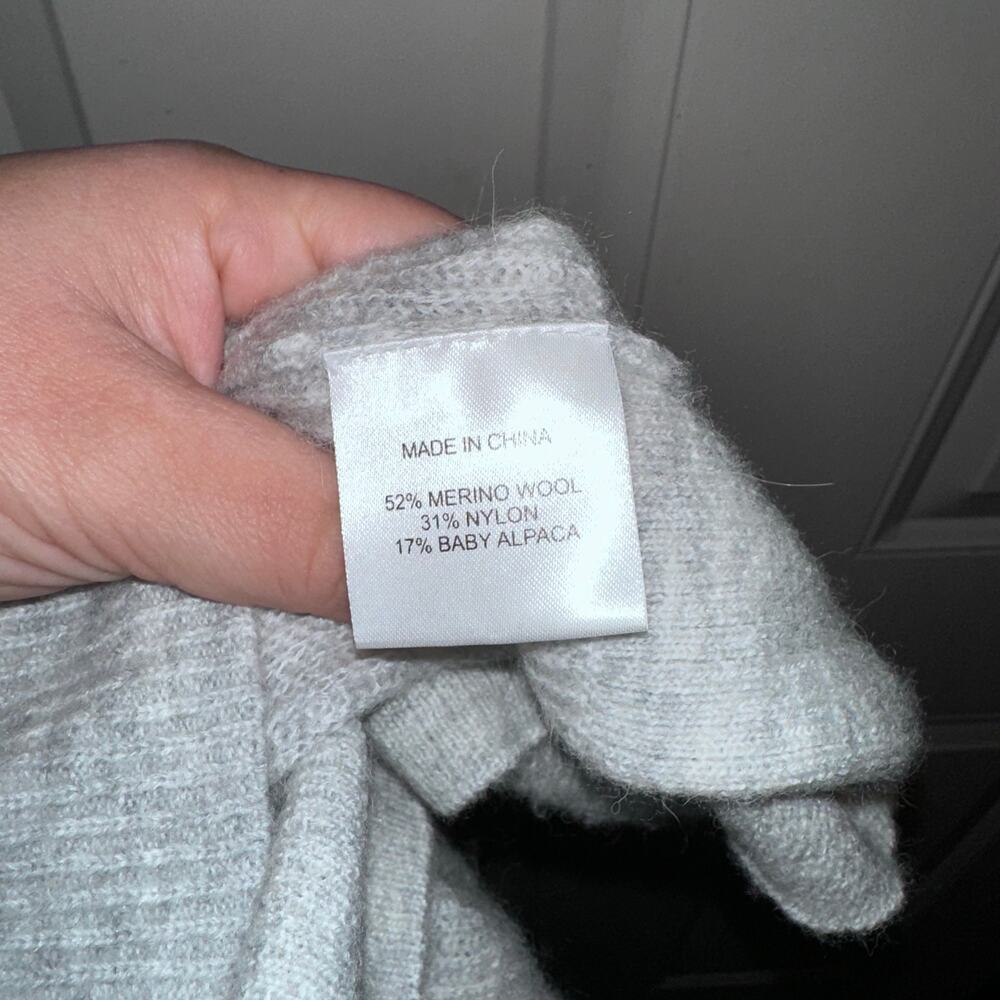 MADE IN CHINA
52% MERINO WOOL
31% NYLON
17% BABY ALPACA